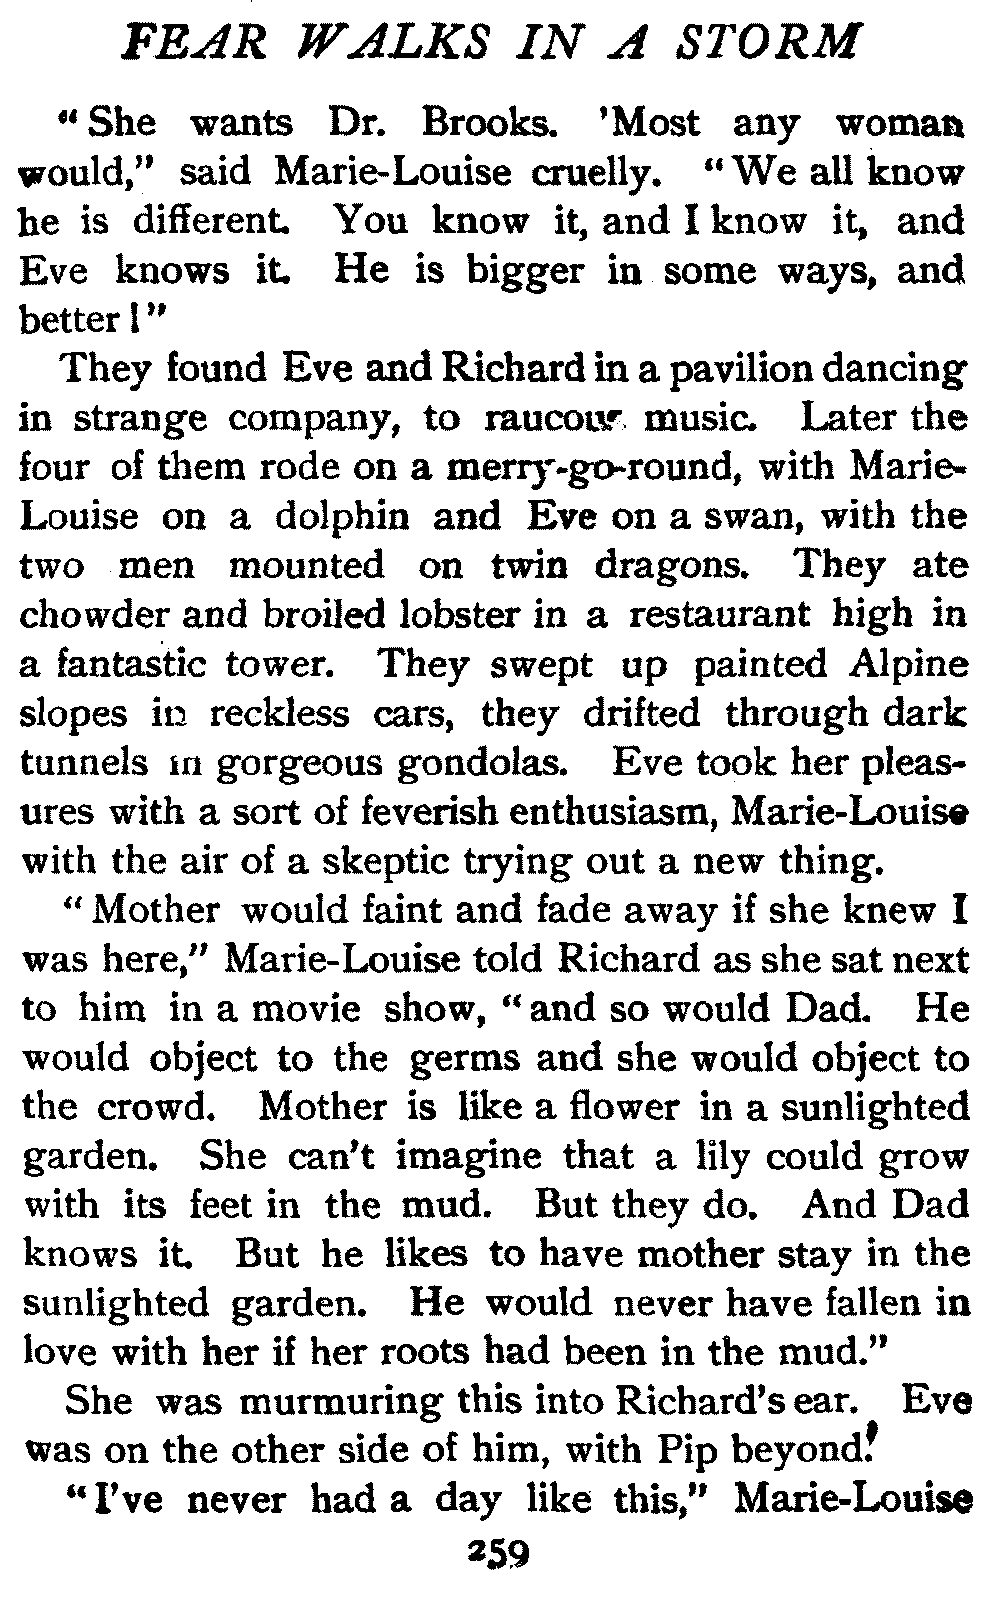 FEAR WALKS IN A STORM
"She wants Dr. Brooks. 'Most any woman
would," said Marie-Louise cruelly. "We all know
he is different. You know it, and I know it, and
Eve knows it. He is bigger in some ways, and
better!"
They found Eve and Richard in a pavilion dancing
in strange company, to raucous music. Later the
four of them rode on a merry-go-round, with Marie-
Louise on a dolphin and Eve on a swan, with the
two men mounted on twin dragons. They ate
chowder and broiled lobster in a restaurant high in
a fantastic tower. They swept up painted Alpine
slopes in reckless cars, they drifted through dark
tunnels in gorgeous gondolas. Eve took her pleas-
ures with a sort of feverish enthusiasm, Marie-Louise
with the air of a skeptic trying out a new thing.
"Mother would faint and fade away if she knew I
was here," Marie-Louise told Richard as she sat next
to him in a movie show, "and so would Dad. He
would object to the germs and she would object to
the crowd. Mother is like a flower in a sunlighted
garden. She can't imagine that a lily could grow
with its feet in the mud. But they do. And Dad
knows it. But he likes to have mother stay in the
sunlighted garden. He would never have fallen in
love with her if her roots had been in the mud."
She was murmuring this into Richard's ear. Eve
was on the other side of him, with Pip beyond.
"I've never had a day like this," Marie-Louise
259